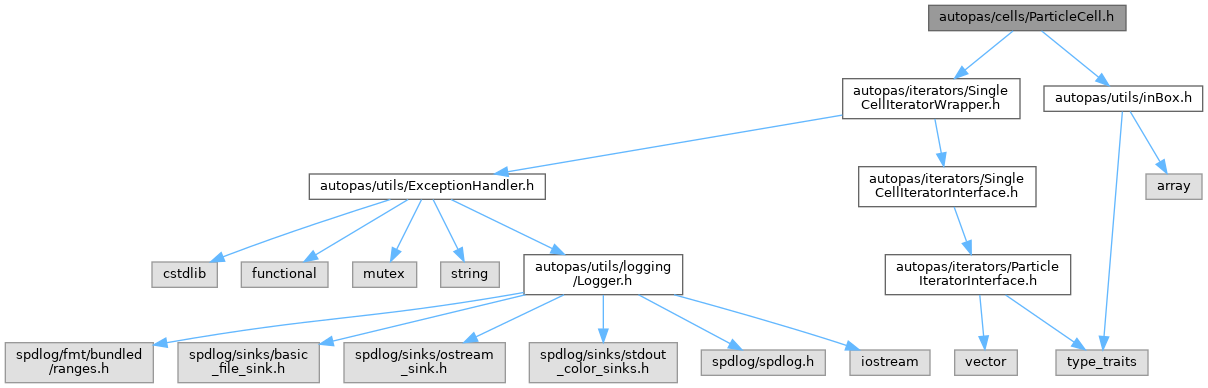 autopas/cells/ParticleCell.h
autopas/iterators/Single
CellIteratorWrapper.h
autopas/utils/inBox.h
autopas/utils/ExceptionHandler.h
autopas/iterators/Single
CellIteratorInterface.h
array
cstdlib
functional
mutex
string
autopas/utils/logging
/Logger.h
autopas/iterators/Particle
IteratorInterface.h
spdlog/fmt/bundled
/ranges.h
spdlog/sinks/basic
_file_sink.h
spdlog/sinks/ostream
_sink.h
spdlog/sinks/stdout
_color_sinks.h
spdlog/spdlog.h
iostream
vector
type_traits